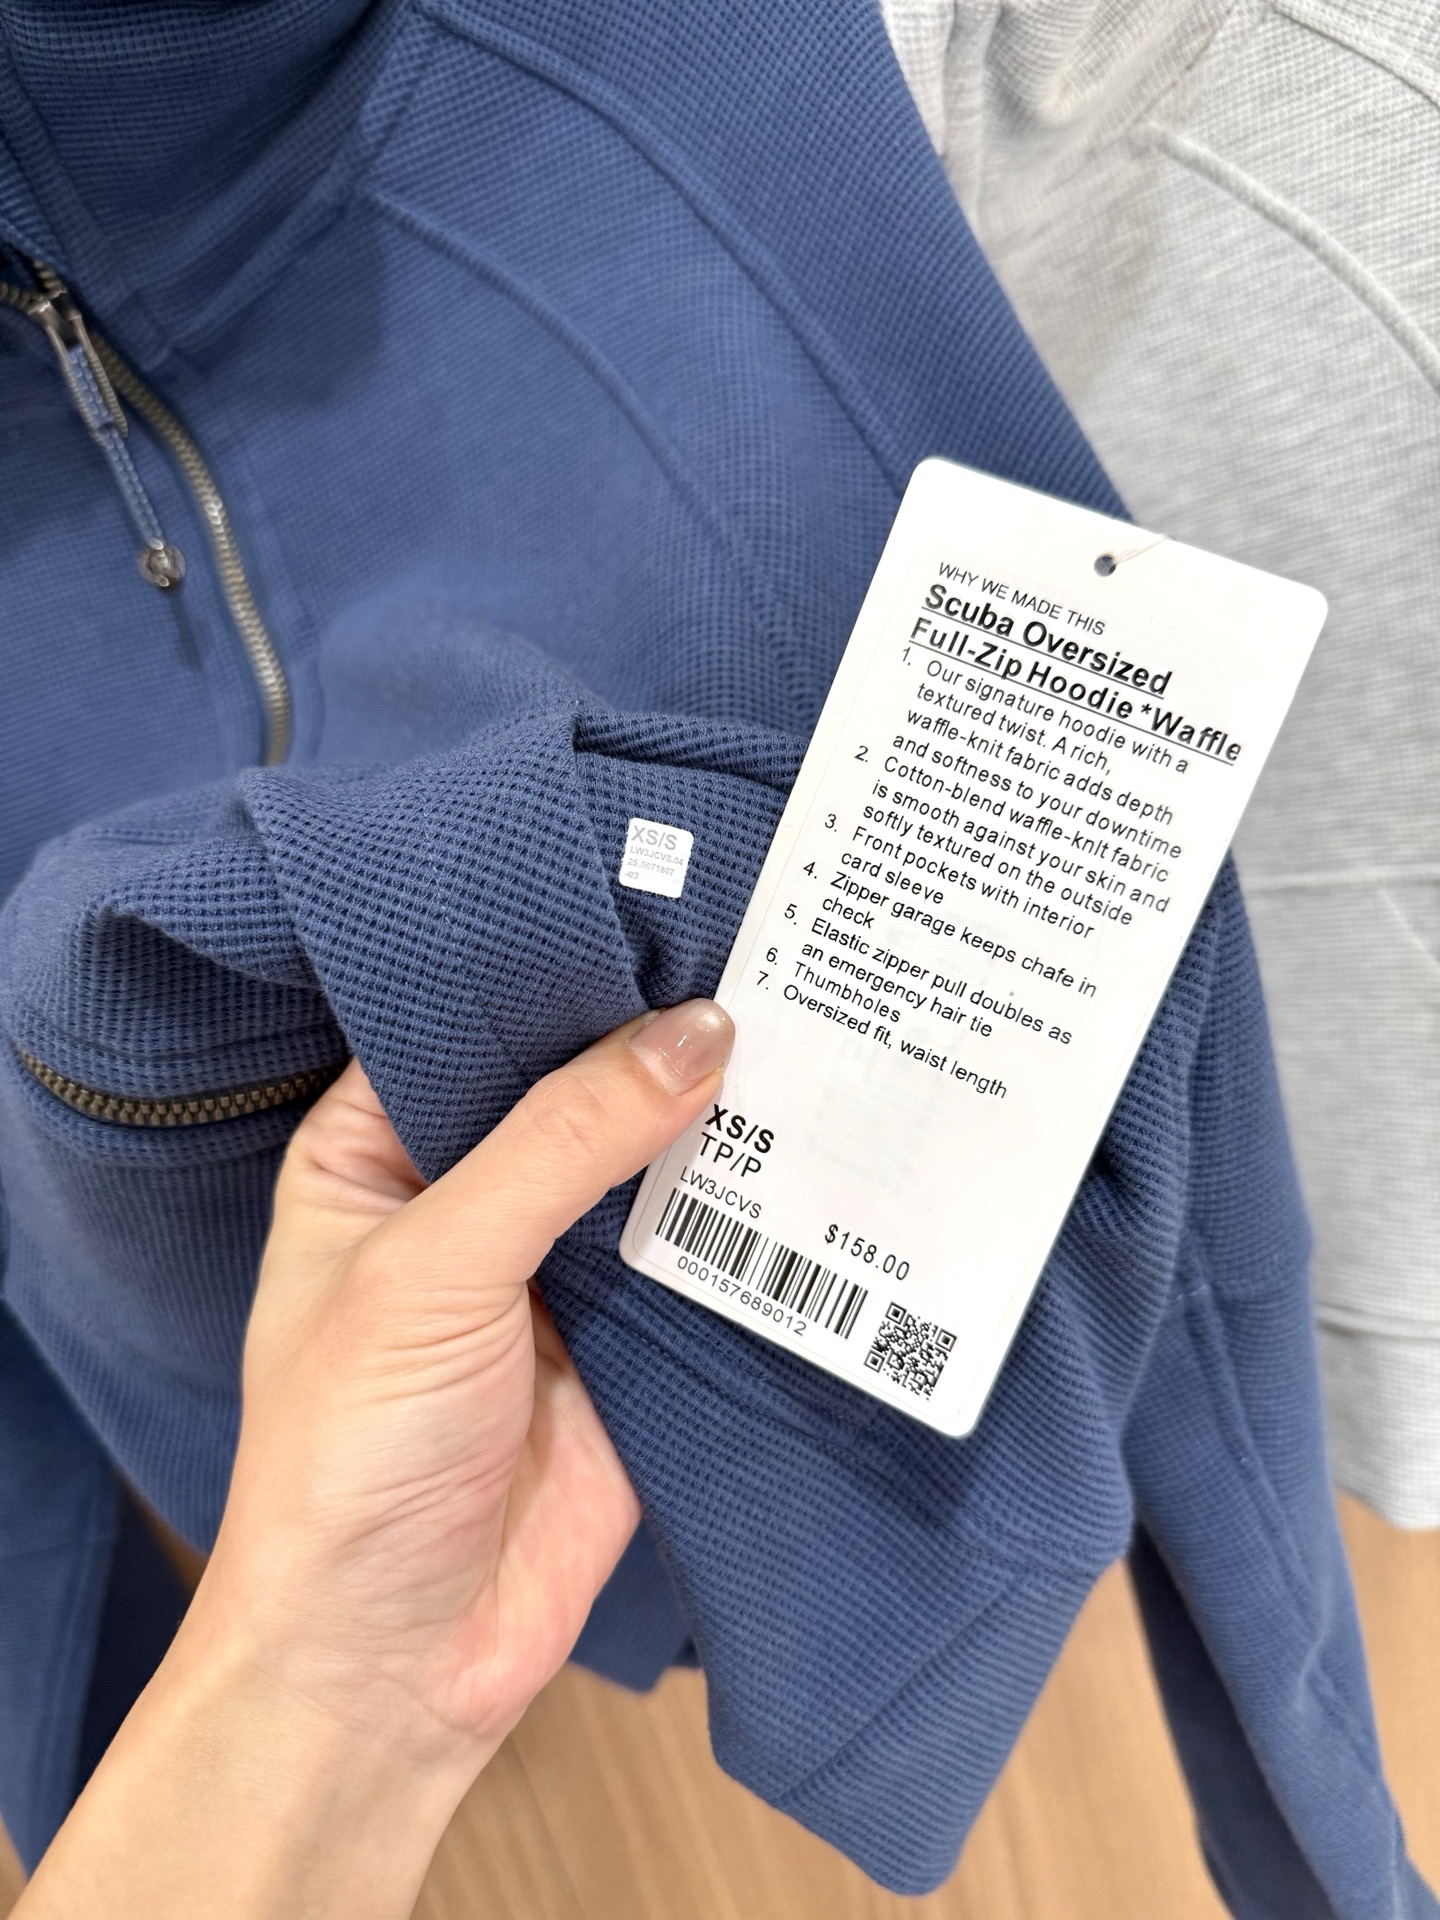 WHY WE MADE THIS
Scuba Oversized
Full-Zip Hoodie *Waffle
1. Our signature hoodie with a
textured twist. A rich,
waffle-knit fabric adds depth
and softness to your downtime
2. Cotton-blend waffle-knit fabric
is smooth against your skin and
softly textured on the outside
3. Front pockets with interior
card sleeve
4. Zipper garage keeps chafe in
check
5. Elastic zipper pull doubles as
an emergency hair tie
6. Thumbholes
7. Oversized fit, waist length
XS/S
TP/P
LW3JCVS
$158.00
000157689012
XS/S
LW3JCVS.04
25.0071807
-03